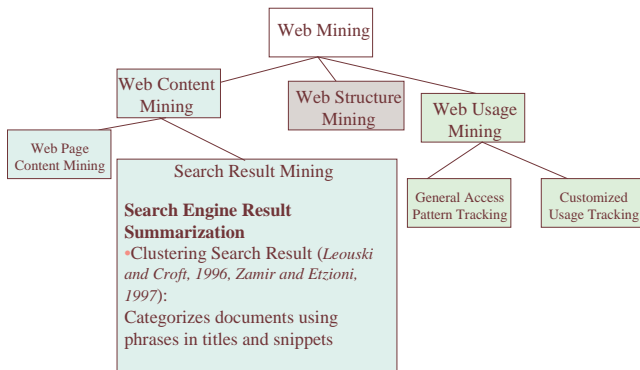 Web Mining
Web Content
Mining
Web Structure
Mining
Web Usage
Mining
Web Page
Content Mining
Search Result Mining
Search Engine Result
Summarization
•Clustering Search Result (Leouski
and Croft, 1996, Zamir and Etzioni,
1997):
Categorizes documents using
phrases in titles and snippets
General Access
Pattern Tracking
Customized
Usage Tracking